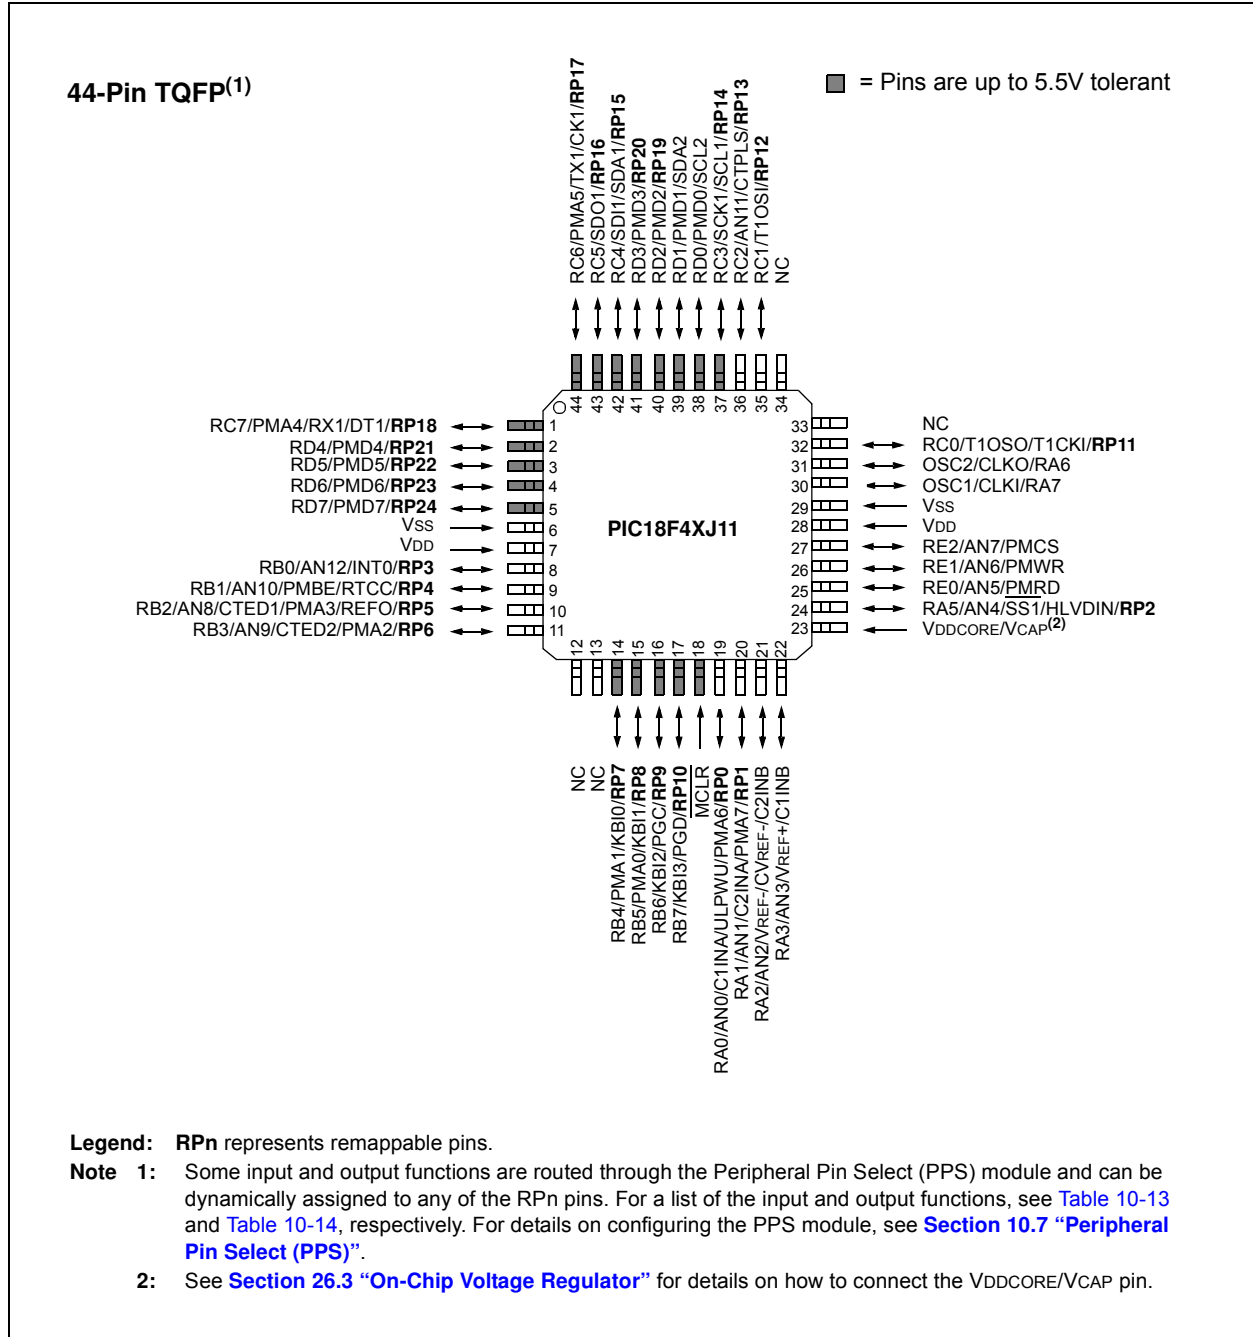 44-Pin TQFP(1)
= Pins are up to 5.5V tolerant
RC6/PMA5/TX1/CK1/RP17
RC5/SDO1/RP16
RC4/SDI1/SDA1/RP15
RD3/PMD3/RP20
RD2/PMD2/RP19
RD1/PMD1/SDA2
RD0/PMD0/SCL2
RC3/SCK1/SCL1/RP14
RC2/AN11/CTPLS/RP13
RC1/T1OSI/RP12
NC
44
43
42
41
40
39
38
37
36
35
34
RC7/PMA4/RX1/DT1/RP18
RD4/PMD4/RP21
RD5/PMD5/RP22
RD6/PMD6/RP23
RD7/PMD7/RP24
VSS
VDD
RB0/AN12/INT0/RP3
RB1/AN10/PMBE/RTCC/RP4
RB2/AN8/CTED1/PMA3/REFO/RP5
RB3/AN9/CTED2/PMA2/RP6
1
2
3
4
5
6
7
8
9
10
11
PIC18F4XJ11
33
32
31
30
29
28
27
26
25
24
23
NC
RC0/T1OSO/T1CKI/RP11
OSC2/CLKO/RA6
OSC1/CLKI/RA7
VSS
VDD
RE2/AN7/PMCS
RE1/AN6/PMWR
RE0/AN5/PMRD
RA5/AN4/SS1/HLVDIN/RP2
VDDCORE/VCAP(2)
12
13
14
15
16
17
18
19
20
21
22
NC
NC
RB4/PMA1/KBI0/RP7
RB5/PMA0/KBI1/RP8
RB6/KBI2/PGC/RP9
RB7/KBI3/PGD/RP10
MCLR
RA0/AN0/C1INA/ULPWU/PMA6/RP0
RA1/AN1/C2INA/PMA7/RP1
RA2/AN2/VREF-/CVREF-/C2INB
RA3/AN3/VREF+/C1INB
Legend: RPn represents remappable pins.
Note 1: Some input and output functions are routed through the Peripheral Pin Select (PPS) module and can be
dynamically assigned to any of the RPn pins. For a list of the input and output functions, see Table 10-13
and Table 10-14, respectively. For details on configuring the PPS module, see Section 10.7 “Peripheral
Pin Select (PPS)”.
2: See Section 26.3 “On-Chip Voltage Regulator” for details on how to connect the VDDCORE/VCAP pin.